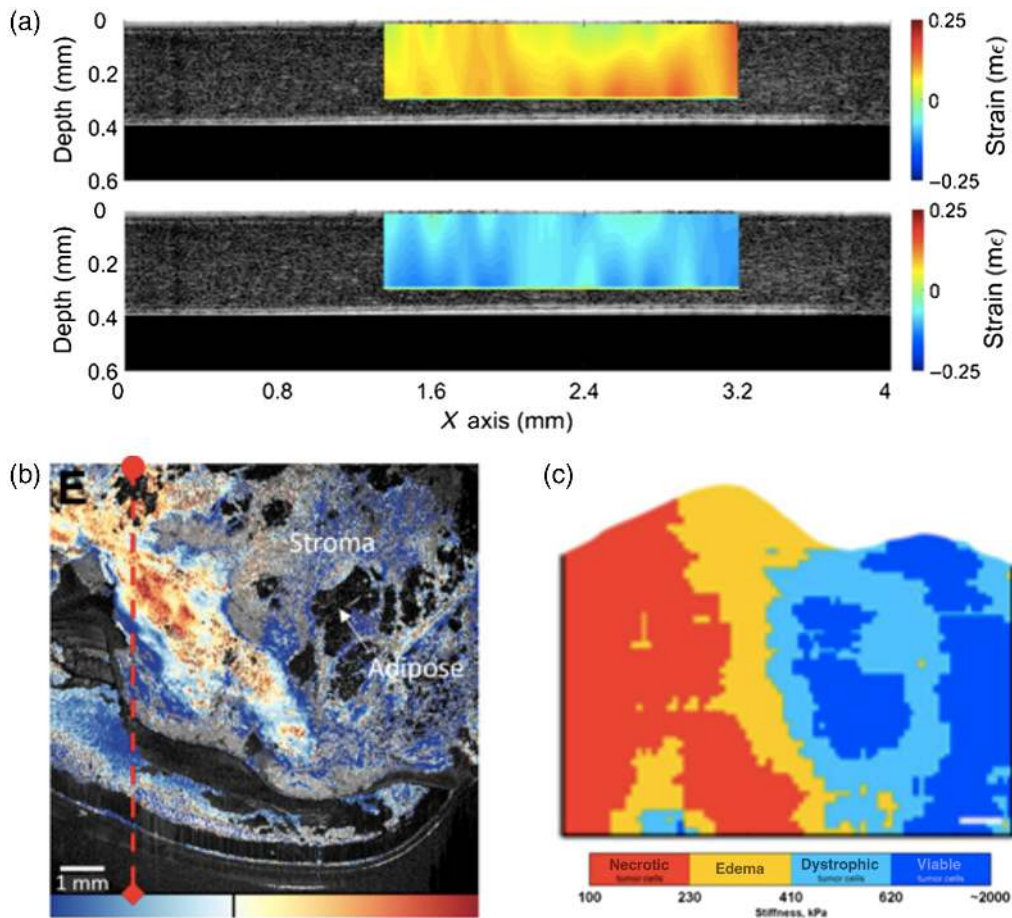 (a)
0
0.2
0.4
0.6
Depth (mm)
0.25
0
−0.25
Strain (mϵ)
0
0.2
0.4
0.6
Depth (mm)
0.25
0
−0.25
Strain (mϵ)
0 0.8 1.6 2.4 3.2 4
X axis (mm)
(b)
E
Stroma
Adipose
1 mm
(c)
Necrotic Edema Dystrophic Viable
tumor cells tumor cells tumor cells
100 230 410 620 ~2000
Stiffness, kPa